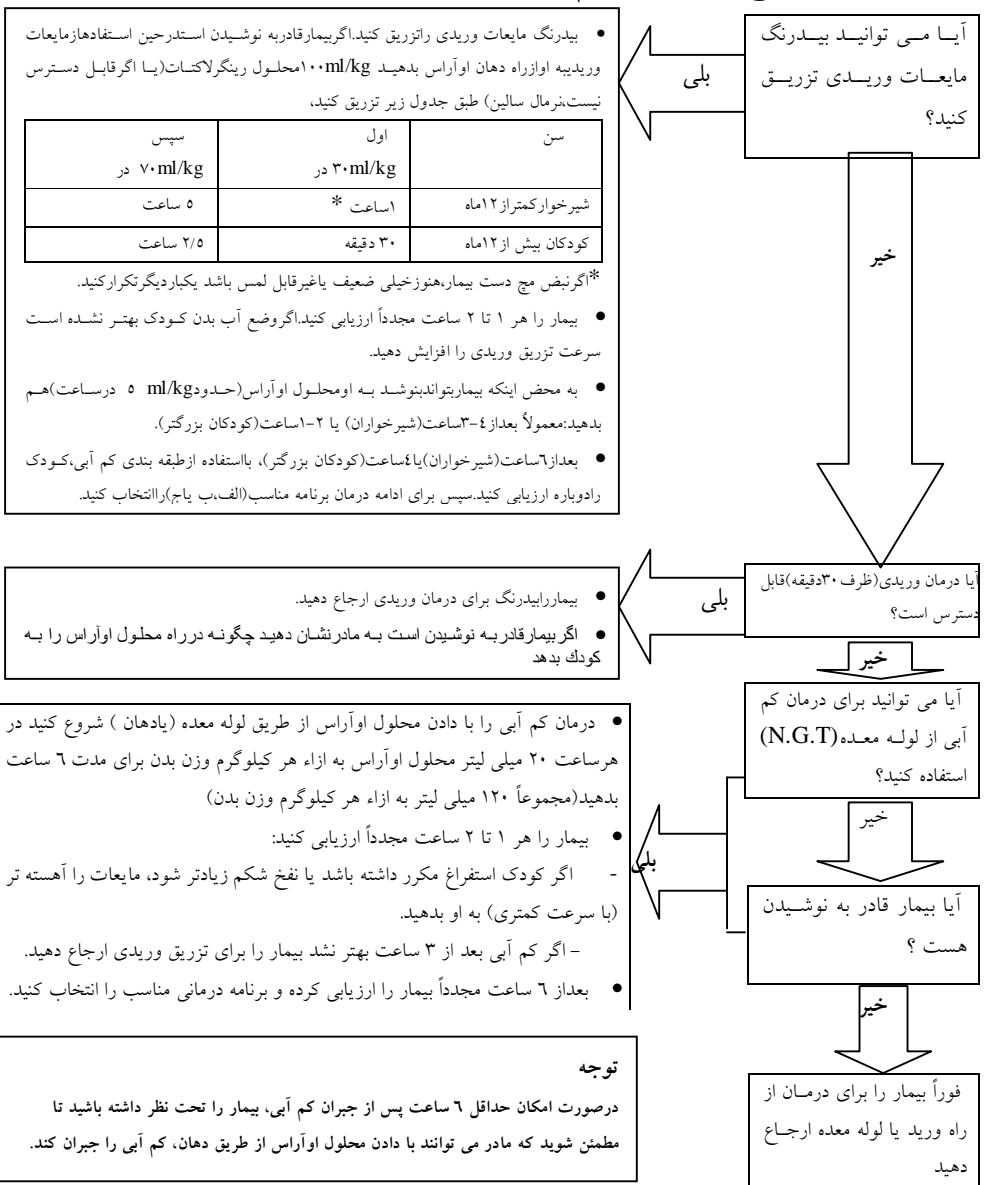 آیا می توانید بیدرنگ
مایعات وریدی تزریق
کنید؟
بلی
● بیدرنگ مایعات وریدی راتزریق کنید.اگربیمارقادربه نوشیدن استدرحین استفادهازمایعات
وریدیبه اوازراه دهان اوآراس بدهید ۱۰۰ml/kgمحلول رینگرلاکتات(یا اگرقابل دسترس
نیست،نرمال سالین) طبق جدول زیر تزریق کنید،
سن اول سپس
۳۰ml/kg در ۷۰ml/kg در
شیرخوارکمتراز۱۲ماه ۱ساعت * ۵ ساعت
کودکان بیش از۱۲ماه ۳۰ دقیقه ۲/۵ ساعت
*اگرنبض مچ دست بیمار،هنوزخیلی ضعیف یاغیرقابل لمس باشد یکباردیگرتکرارکنید.
● بیمار را هر ۱ تا ۲ ساعت مجدداً ارزیابی کنید.اگروضع آب بدن کودک بهتر نشده است
سرعت تزریق وریدی را افزایش دهید.
● به محض اینکه بیماربتواندبنوشد به اومحلول اوآراس(حدودml/kg ۵ درساعت)هم
بدهید:معمولاً بعداز۴-۳ساعت(شیرخواران) یا ۲-۱ساعت(کودکان بزرگتر).
● بعداز۶ساعت(شیرخواران)یا۴ساعت(کودکان بزرگتر)، بااستفاده ازطبقه بندی کم آبی،کودک
رادوباره ارزیابی کنید.سپس برای ادامه درمان برنامه مناسب(الف،ب یاج)راانتخاب کنید.
خیر
آیا درمان وریدی(ظرف ۳۰دقیقه)قابل
دسترس است؟
بلی
● بیماررابیدرنگ برای درمان وریدی ارجاع دهید.
● اگربیمارقادربه نوشیدن است به مادرنشان دهید چگونه درراه محلول اوآراس را به
کودك بدهد
خیر
آیا می توانید برای درمان کم
آبی از لوله معده(N.G.T)
استفاده کنید؟
خیر
آیا بیمار قادر به نوشیدن
هست ؟
بلی
● درمان کم آبی را با دادن محلول اوآراس از طریق لوله معده (یادهان ) شروع کنید در
هرساعت ۲۰ میلی لیتر محلول اوآراس به ازاء هر کیلوگرم وزن بدن برای مدت ۶ ساعت
بدهید(مجموعاً ۱۲۰ میلی لیتر به ازاء هر کیلوگرم وزن بدن)
● بیمار را هر ۱ تا ۲ ساعت مجدداً ارزیابی کنید:
- اگر کودک استفراغ مکرر داشته باشد یا نفخ شکم زیادتر شود، مایعات را آهسته تر
(با سرعت کمتری) به او بدهید.
- اگر کم آبی بعد از ۳ ساعت بهتر نشد بیمار را برای تزریق وریدی ارجاع دهید.
● بعداز ۶ ساعت مجدداً بیمار را ارزیابی کرده و برنامه درمانی مناسب را انتخاب کنید.
خیر
فوراً بیمار را برای درمان از
راه ورید یا لوله معده ارجاع
دهید
توجه
درصورت امکان حداقل ۶ ساعت پس از جبران کم آبی، بیمار را تحت نظر داشته باشید تا
مطمئن شوید که مادر می توانند با دادن محلول اوآراس از طریق دهان، کم آبی را جبران کند.